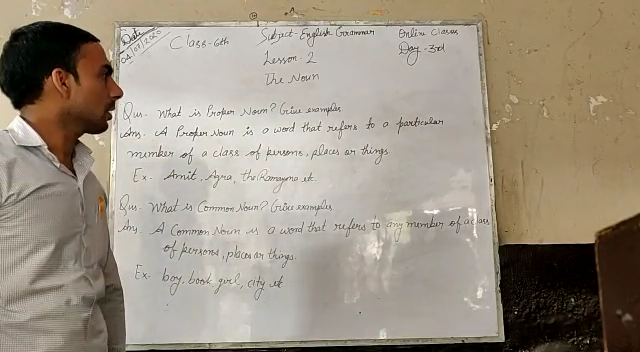 Date
04/07/2020
Class-6th
Subject-English Grammar
Online Classes
Day-3rd
Lesson-2
The Noun
Qus. What is Proper Noun? Give examples.
Ans. A Proper Noun is a word that refers to a particular
member of a class of persons, places or things.
Ex. Amit, Agra, the Ramayna etc.
Qus. What is Common Noun? Give examples.
Ans. A Common Noun is a word that refers to any member of a class
of persons, places or things.
Ex. boy, book, girl, city etc